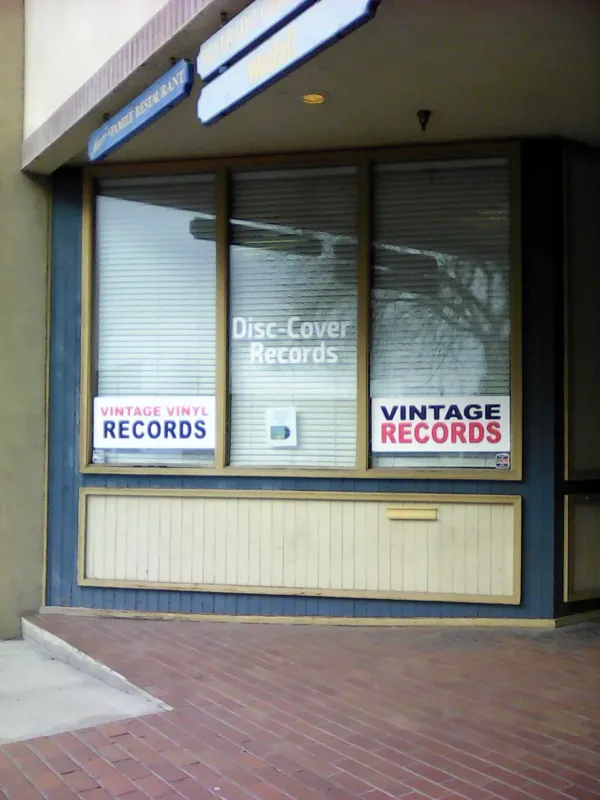 FAMILY RESTAURANT
Disc-Cover
Records
VINTAGE VINYL
RECORDS
VINTAGE
RECORDS